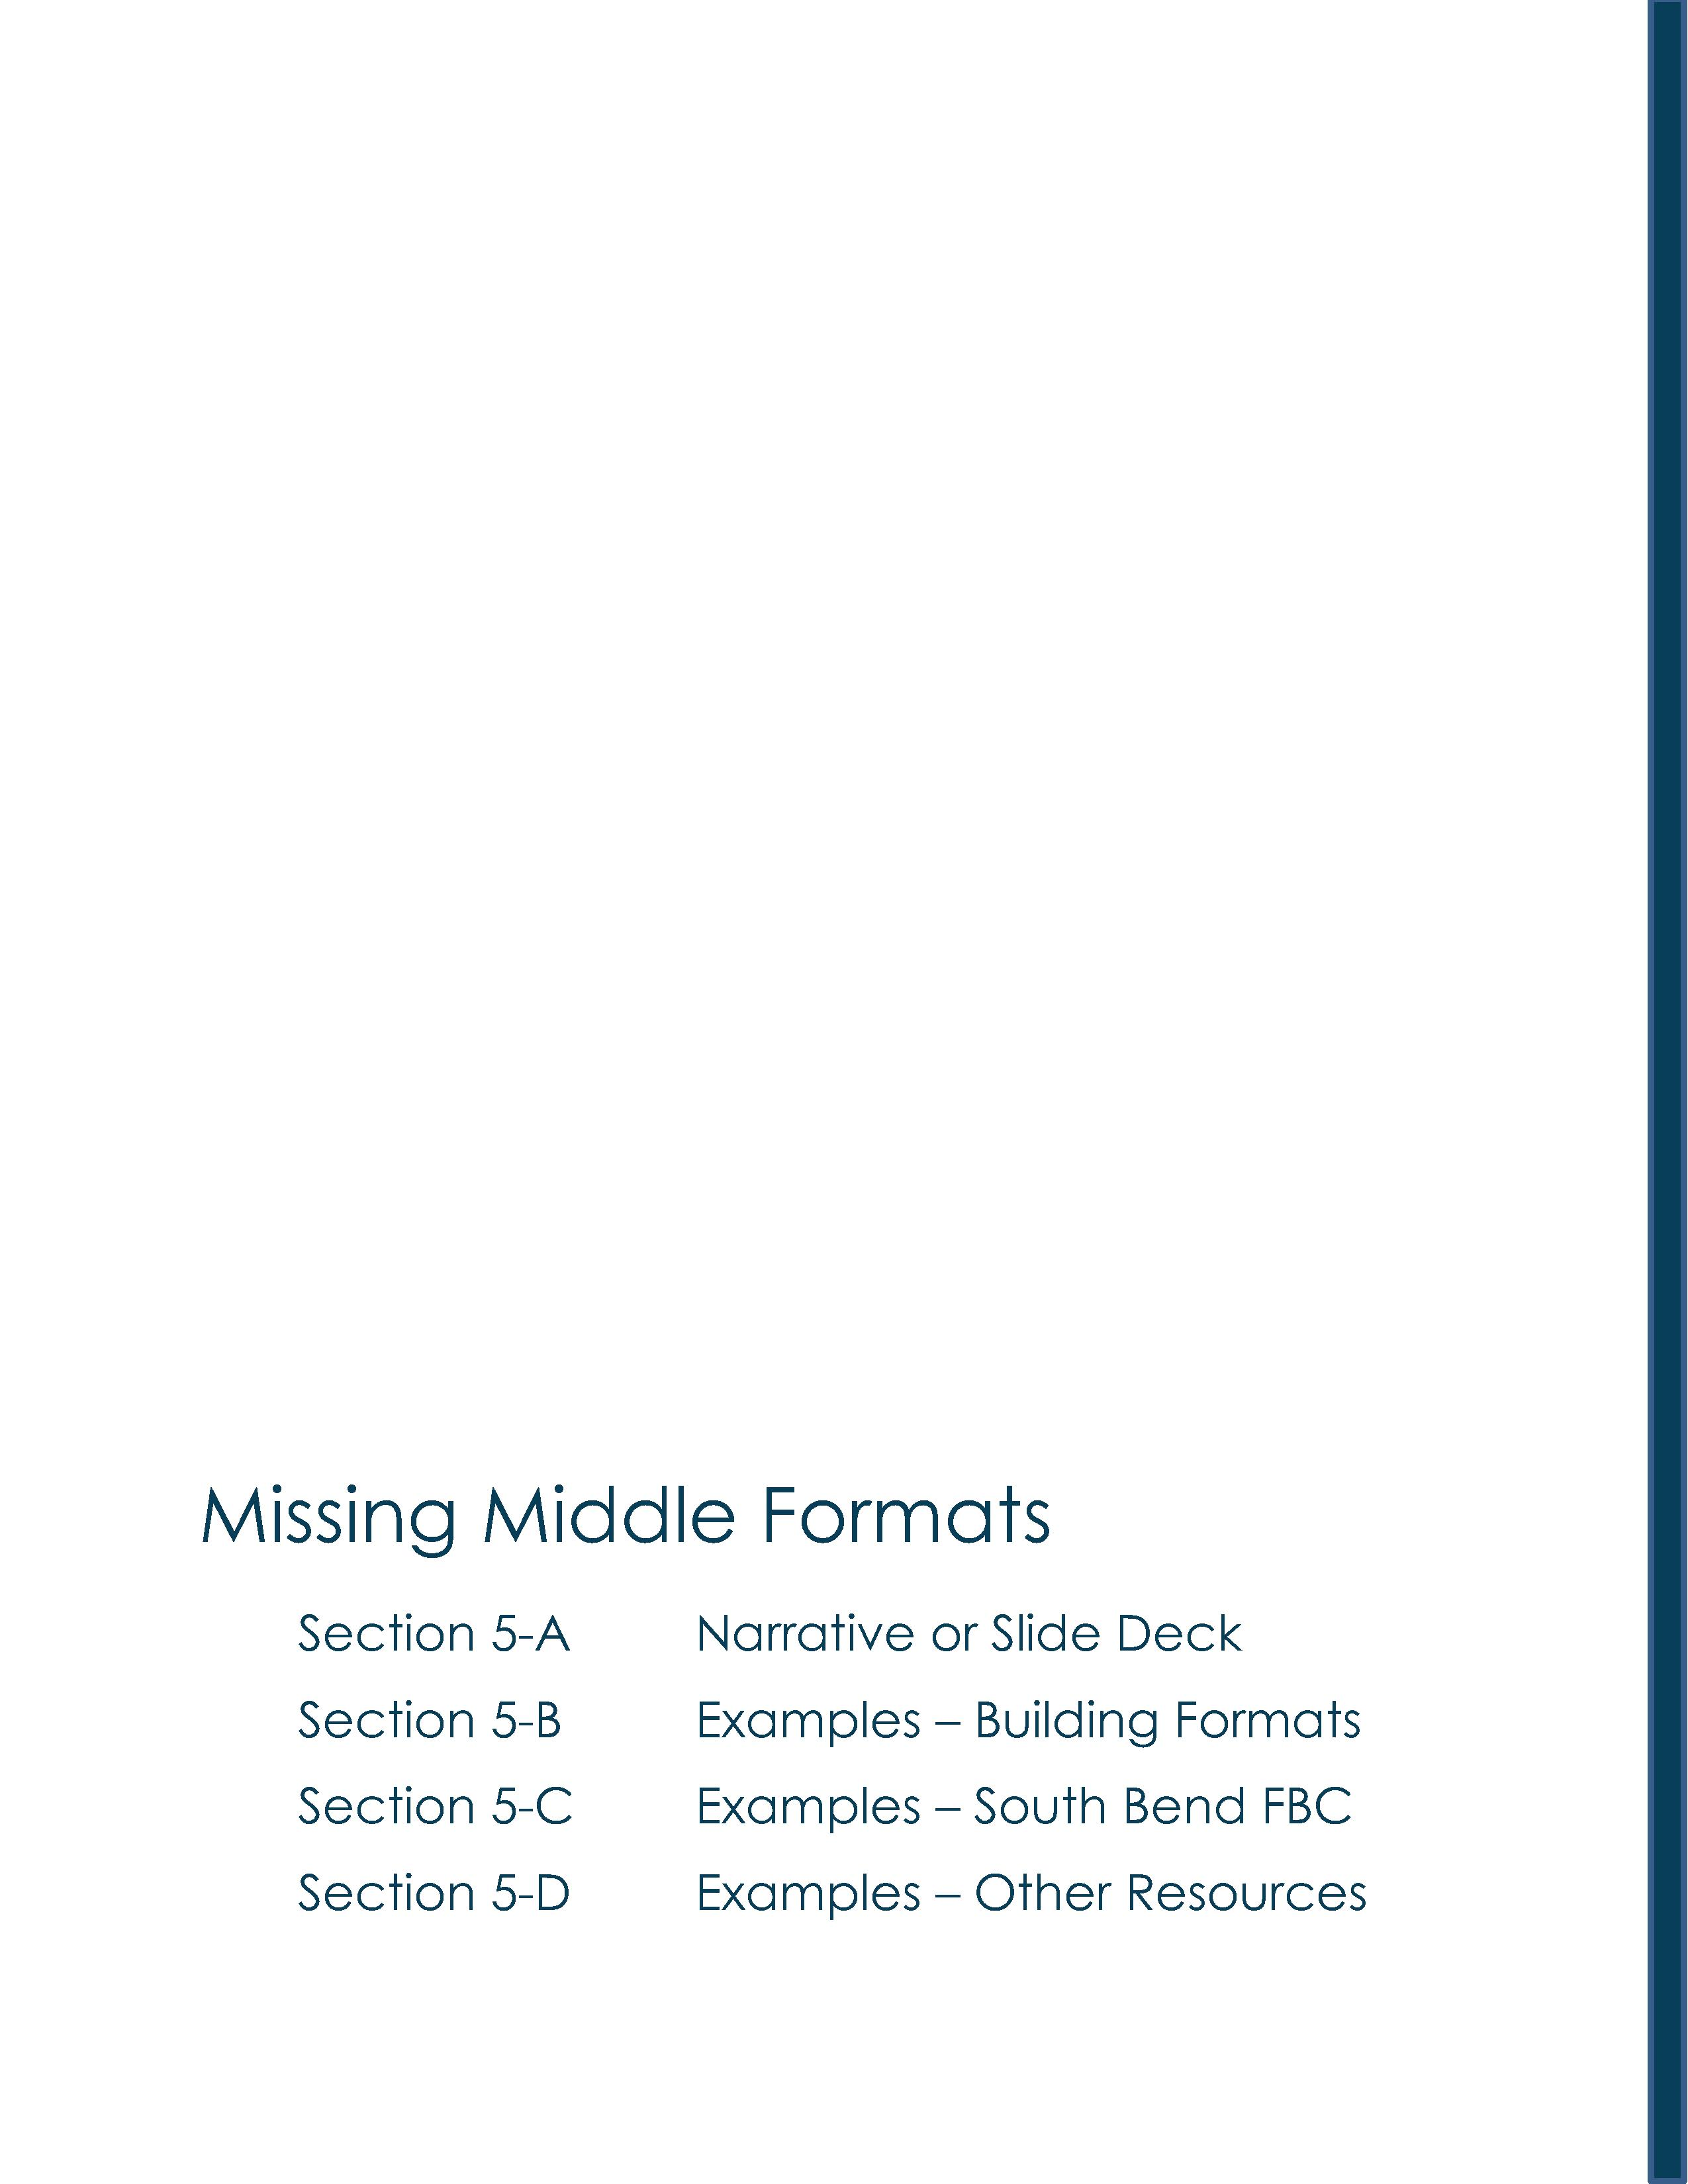 Missing Middle Formats
Section 5-A Narrative or Slide Deck
Section 5-B Examples – Building Formats
Section 5-C Examples – South Bend FBC
Section 5-D Examples – Other Resources